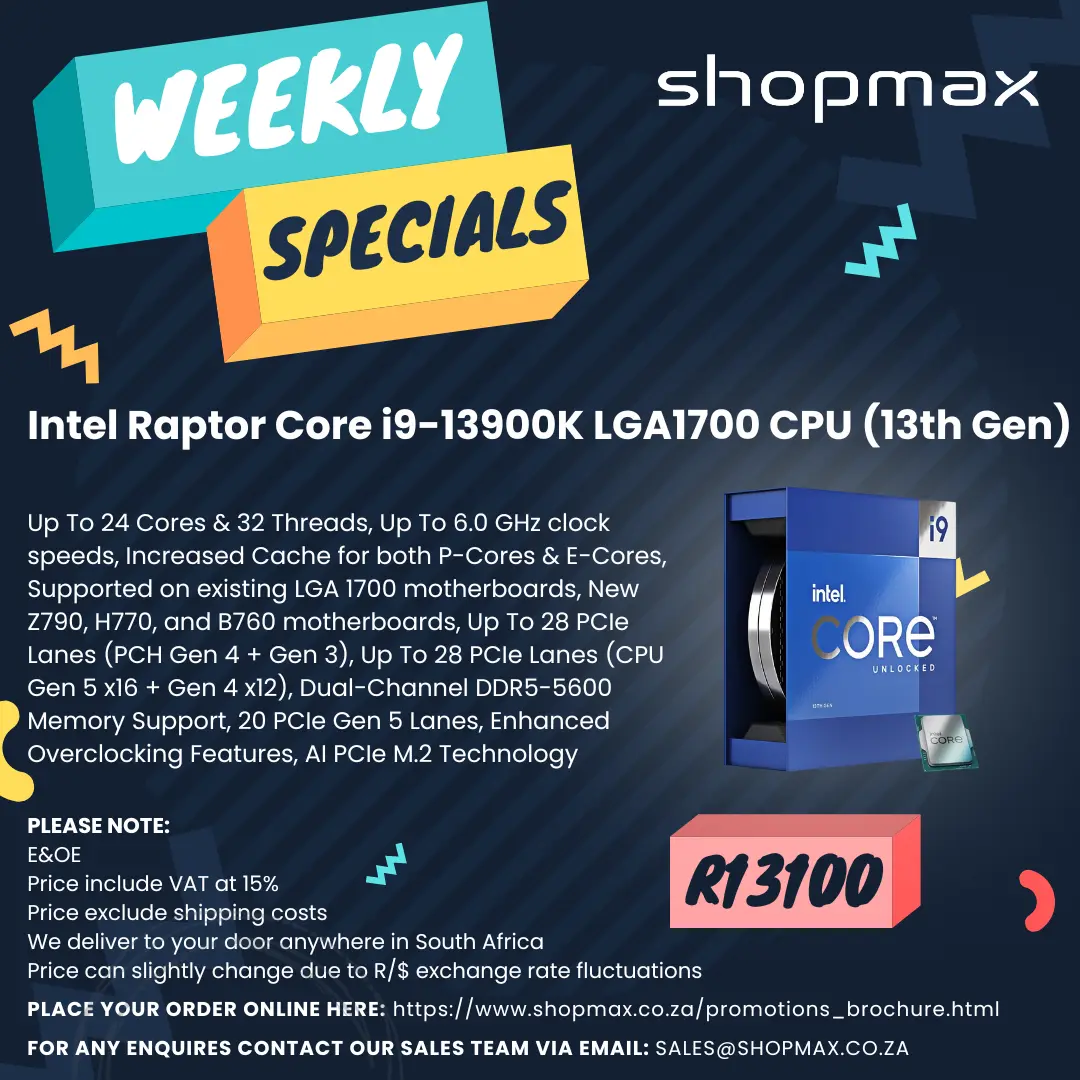 WEEKLY
SPECIALS
shopmax
Intel Raptor Core i9-13900K LGA1700 CPU (13th Gen)
Up To 24 Cores & 32 Threads, Up To 6.0 GHz clock
speeds, Increased Cache for both P-Cores & E-Cores,
Supported on existing LGA 1700 motherboards, New
Z790, H770, and B760 motherboards, Up To 28 PCIe
Lanes (PCH Gen 4 + Gen 3), Up To 28 PCIe Lanes (CPU
Gen 5 x16 + Gen 4 x12), Dual-Channel DDR5-5600
Memory Support, 20 PCIe Gen 5 Lanes, Enhanced
Overclocking Features, AI PCIe M.2 Technology
i9
intel.
CORE™
UNLOCKED
13TH GEN
intel
CORE
R13100
PLEASE NOTE:
E&OE
Price include VAT at 15%
Price exclude shipping costs
We deliver to your door anywhere in South Africa
Price can slightly change due to R/$ exchange rate fluctuations
PLACE YOUR ORDER ONLINE HERE: https://www.shopmax.co.za/promotions_brochure.html
FOR ANY ENQUIRES CONTACT OUR SALES TEAM VIA EMAIL: SALES@SHOPMAX.CO.ZA